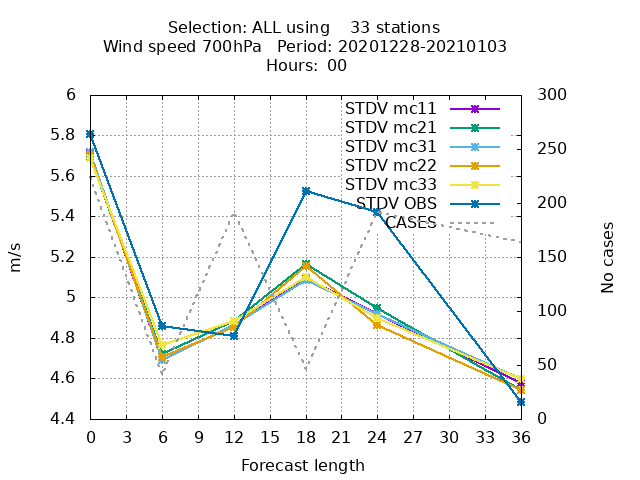 Selection: ALL using    33 stations
Wind speed 700hPa   Period: 20201228-20210103
Hours:  00
6
5.8
5.6
5.4
5.2
5
4.8
4.6
4.4
m/s
STDV mc11
STDV mc21
STDV mc31
STDV mc22
STDV mc33
STDV OBS
CASES
300
250
200
150
100
50
0
No cases
0 3 6 9 12 15 18 21 24 27 30 33 36
Forecast length